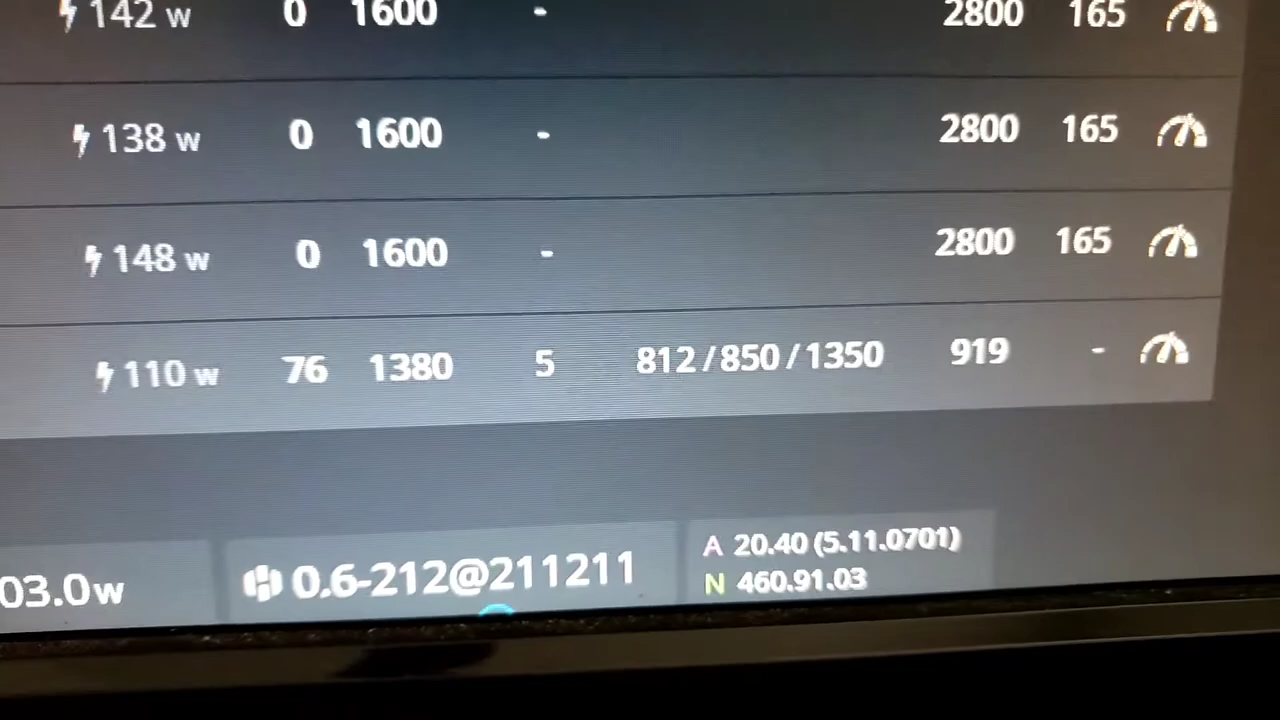 142 w 0 1600 - 2800 165
138 w 0 1600 - 2800 165
148 w 0 1600 - 2800 165
110 w 76 1380 5 812/850/1350 919 -
03.0w 0.6-212@211211 A 20.40 (5.11.0701)
N 460.91.03